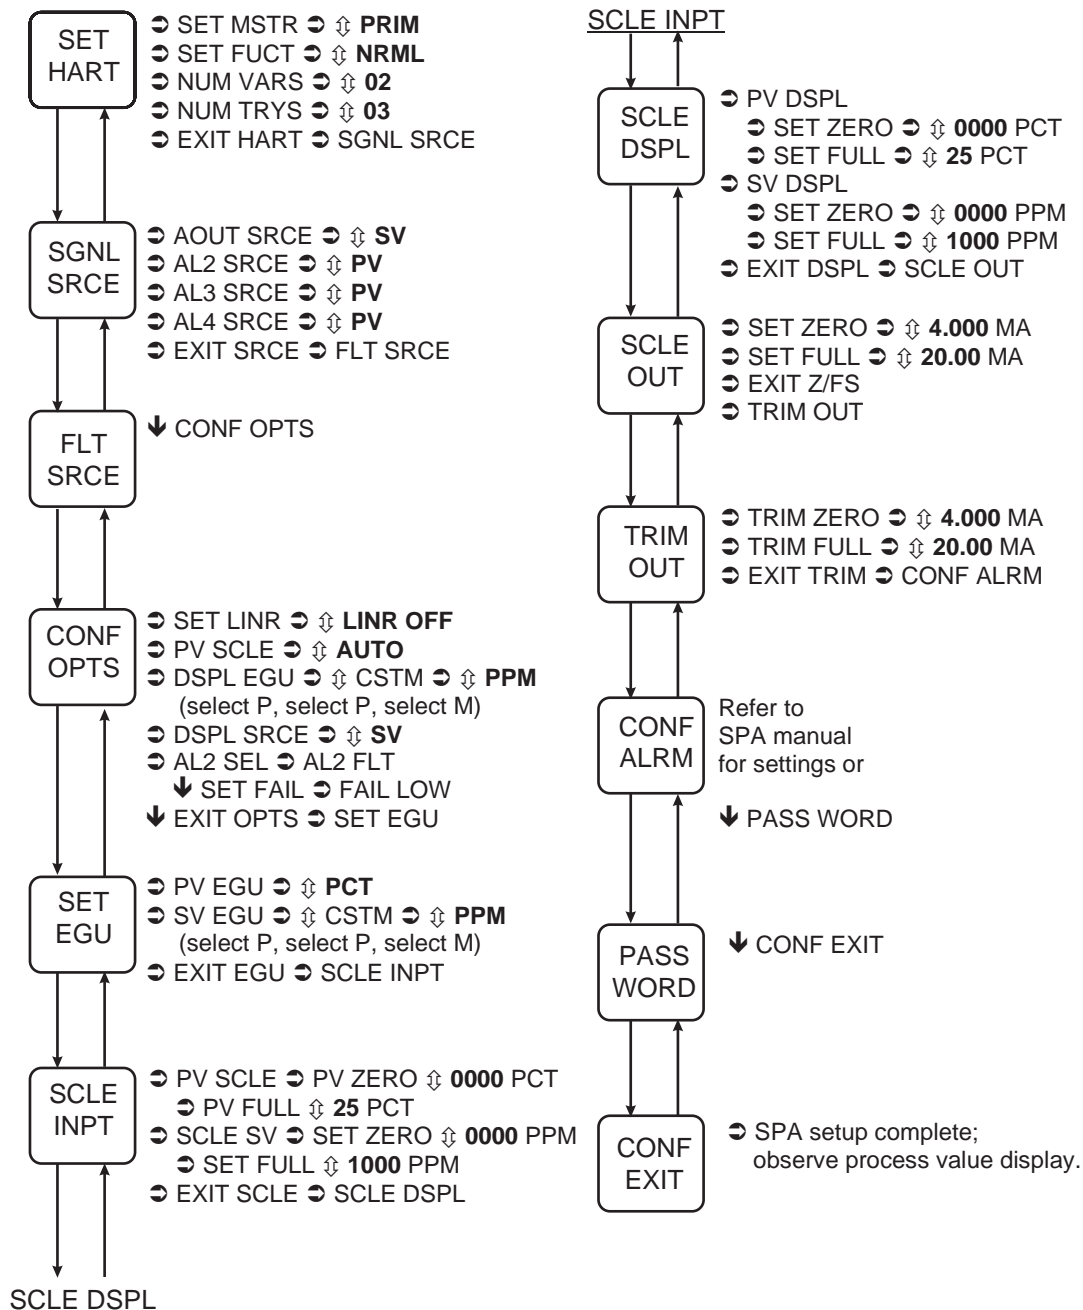 SET
HART
➲ SET MSTR ➲ ⇳ PRIM
➲ SET FUCT ➲ ⇳ NRML
➲ NUM VARS ➲ ⇳ 02
➲ NUM TRYS ➲ ⇳ 03
➲ EXIT HART ➲ SGNL SRCE
SGNL
SRCE
➲ AOUT SRCE ➲ ⇳ SV
➲ AL2 SRCE ➲ ⇳ PV
➲ AL3 SRCE ➲ ⇳ PV
➲ AL4 SRCE ➲ ⇳ PV
➲ EXIT SRCE ➲ FLT SRCE
FLT
SRCE
🡻 CONF OPTS
CONF
OPTS
➲ SET LINR ➲ ⇳ LINR OFF
➲ PV SCLE ➲ ⇳ AUTO
➲ DSPL EGU ➲ ⇳ CSTM ➲ ⇳ PPM
(select P, select P, select M)
➲ DSPL SRCE ➲ ⇳ SV
➲ AL2 SEL ➲ AL2 FLT
🡻 SET FAIL ➲ FAIL LOW
🡻 EXIT OPTS ➲ SET EGU
SET
EGU
➲ PV EGU ➲ ⇳ PCT
➲ SV EGU ➲ ⇳ CSTM ➲ ⇳ PPM
(select P, select P, select M)
➲ EXIT EGU ➲ SCLE INPT
SCLE
INPT
➲ PV SCLE ➲ PV ZERO ⇳ 0000 PCT
➲ PV FULL ⇳ 25 PCT
➲ SCLE SV ➲ SET ZERO ⇳ 0000 PPM
➲ SET FULL ⇳ 1000 PPM
➲ EXIT SCLE ➲ SCLE DSPL
SCLE DSPL
SCLE INPT
SCLE
DSPL
➲ PV DSPL
➲ SET ZERO ➲ ⇳ 0000 PCT
➲ SET FULL ➲ ⇳ 25 PCT
➲ SV DSPL
➲ SET ZERO ➲ ⇳ 0000 PPM
➲ SET FULL ➲ ⇳ 1000 PPM
➲ EXIT DSPL ➲ SCLE OUT
SCLE
OUT
➲ SET ZERO ➲ ⇳ 4.000 MA
➲ SET FULL ➲ ⇳ 20.00 MA
➲ EXIT Z/FS
➲ TRIM OUT
TRIM
OUT
➲ TRIM ZERO ➲ ⇳ 4.000 MA
➲ TRIM FULL ➲ ⇳ 20.00 MA
➲ EXIT TRIM ➲ CONF ALRM
CONF
ALRM
Refer to
SPA manual
for settings or
🡻 PASS WORD
PASS
WORD
🡻 CONF EXIT
CONF
EXIT
➲ SPA setup complete;
observe process value display.